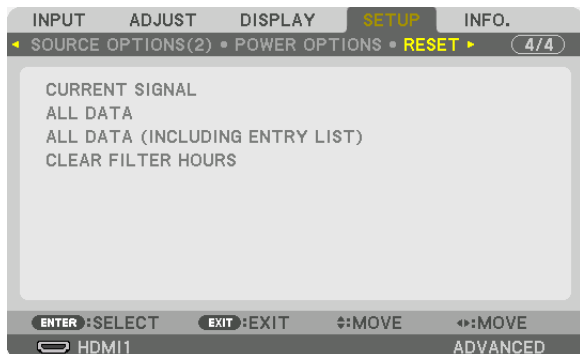 INPUT ADJUST DISPLAY SETUP INFO.
SOURCE OPTIONS(2) • POWER OPTIONS • RESET 4/4
CURRENT SIGNAL
ALL DATA
ALL DATA (INCLUDING ENTRY LIST)
CLEAR FILTER HOURS
ENTER :SELECT EXIT :EXIT :MOVE :MOVE
HDMI1 ADVANCED